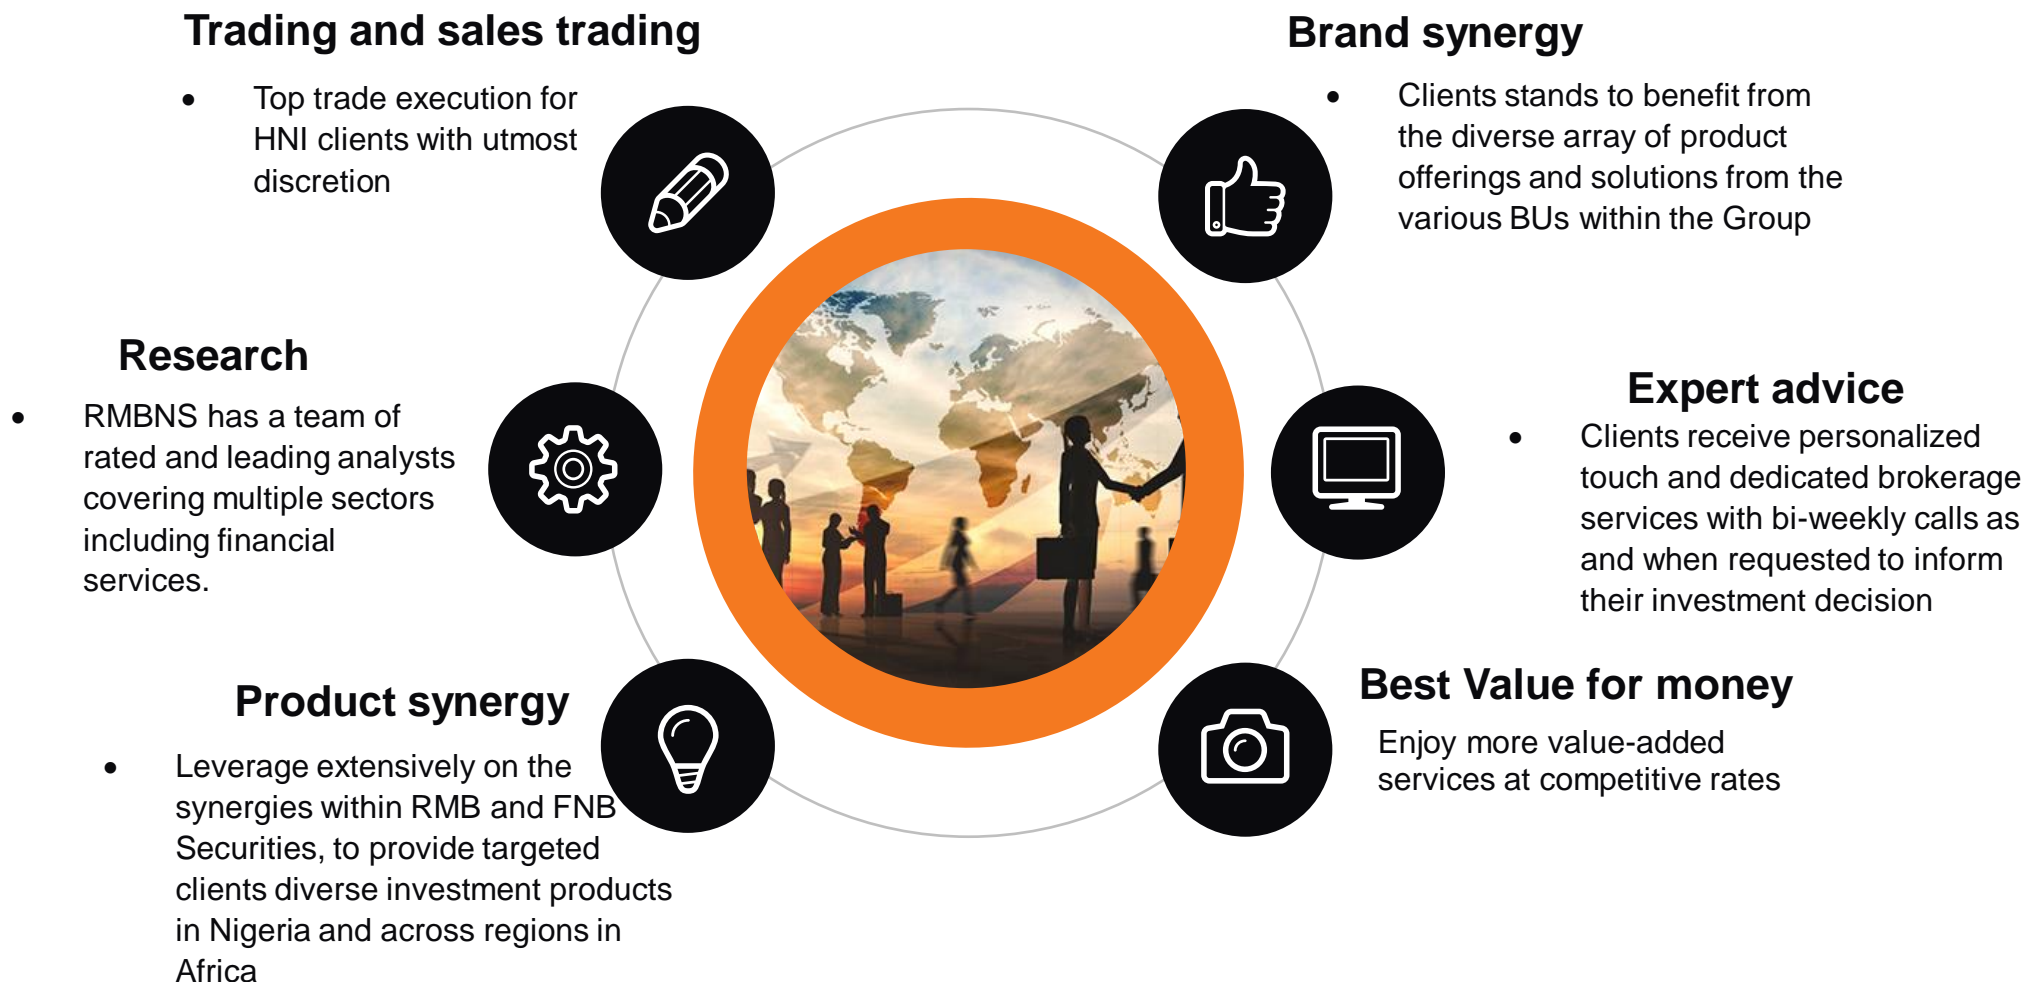 Trading and sales trading
• Top trade execution for
HNI clients with utmost
discretion
Brand synergy
• Clients stands to benefit from
the diverse array of product
offerings and solutions from the
various BUs within the Group
Research
• RMBNS has a team of
rated and leading analysts
covering multiple sectors
including financial
services.
Expert advice
• Clients receive personalized
touch and dedicated brokerage
services with bi-weekly calls as
and when requested to inform
their investment decision
Product synergy
• Leverage extensively on the
synergies within RMB and FNB
Securities, to provide targeted
clients diverse investment products
in Nigeria and across regions in
Africa
Best Value for money
Enjoy more value-added
services at competitive rates